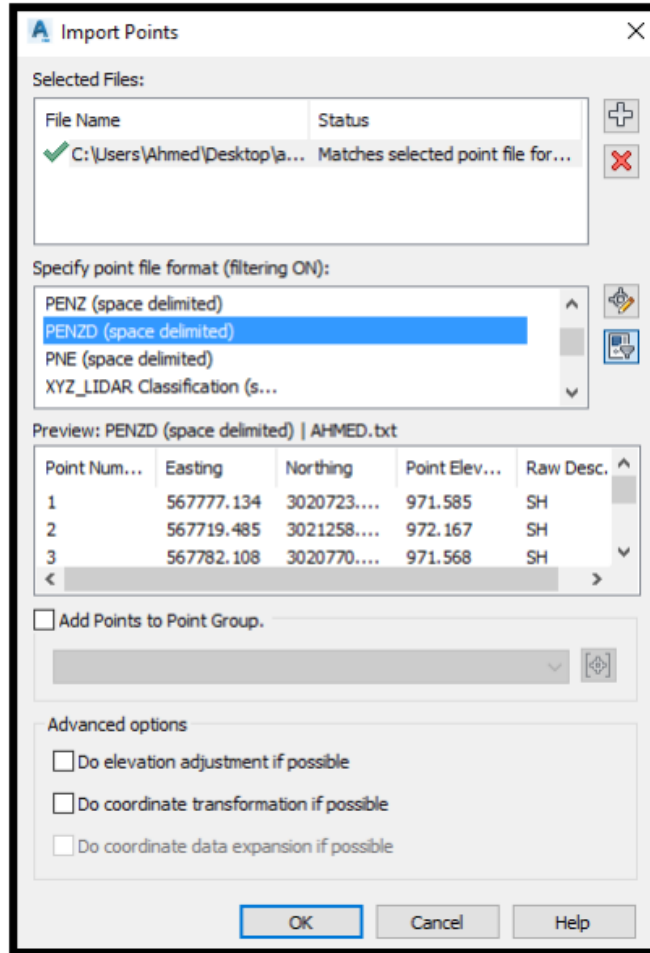 Import Points
Selected Files:
File Name Status
C:\Users\Ahmed\Desktop\a... Matches selected point file for...
Specify point file format (filtering ON):
PENZ (space delimited)
PENZD (space delimited)
PNE (space delimited)
XYZ_LIDAR Classification (s...
Preview: PENZD (space delimited) | AHMED.txt
Point Num... Easting Northing Point Elev... Raw Desc.
1 567777.134 3020723.... 971.585 SH
2 567719.485 3021258.... 972.167 SH
3 567782.108 3020770.... 971.568 SH
Add Points to Point Group.
Advanced options
Do elevation adjustment if possible
Do coordinate transformation if possible
Do coordinate data expansion if possible
OK Cancel Help